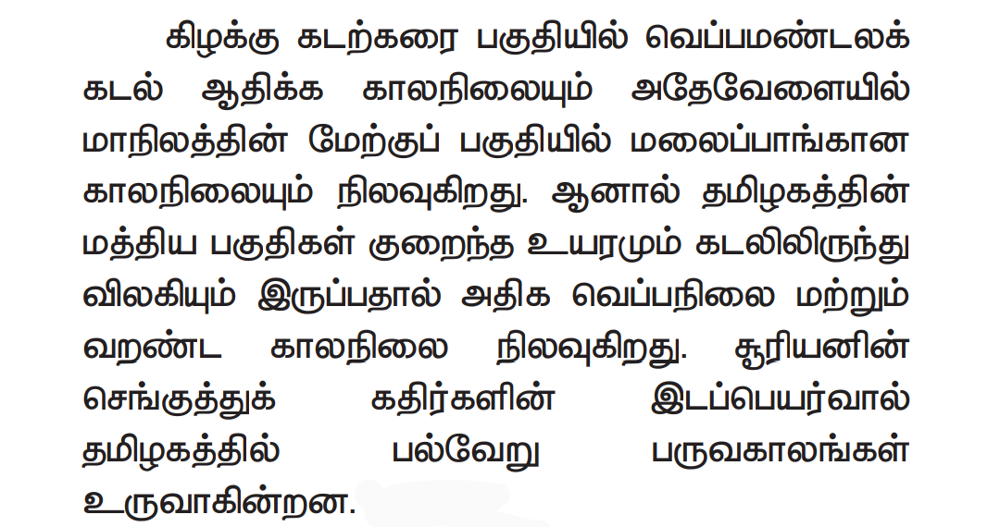 கிழக்கு கடற்கரை பகுதியில் வெப்பமண்டலக்
கடல் ஆதிக்க காலநிலையும் அதேவேளையில்
மாநிலத்தின் மேற்குப் பகுதியில் மலைப்பாங்கான
காலநிலையும் நிலவுகிறது. ஆனால் தமிழகத்தின்
மத்திய பகுதிகள் குறைந்த உயரமும் கடலிலிருந்து
விலகியும் இருப்பதால் அதிக வெப்பநிலை மற்றும்
வறண்ட காலநிலை நிலவுகிறது. சூரியனின்
செங்குத்துக் கதிர்களின் இடப்பெயர்வால்
தமிழகத்தில் பல்வேறு பருவகாலங்கள்
உருவாகின்றன.